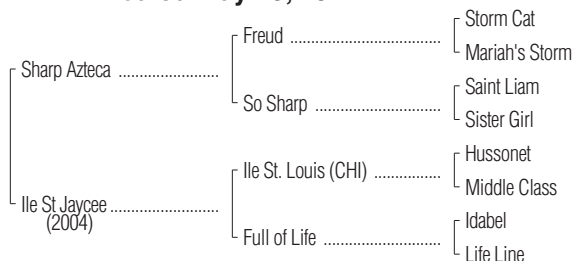 Storm Cat
Freud ..............................
Mariah's Storm
Sharp Azteca ......................
Saint Liam
So Sharp ..........................
Sister Girl
Hussonet
Ile St. Louis (CHI) ................
Middle Class
Ile St Jaycee ........................
(2004)
Idabel
Full of Life ........................
Life Line